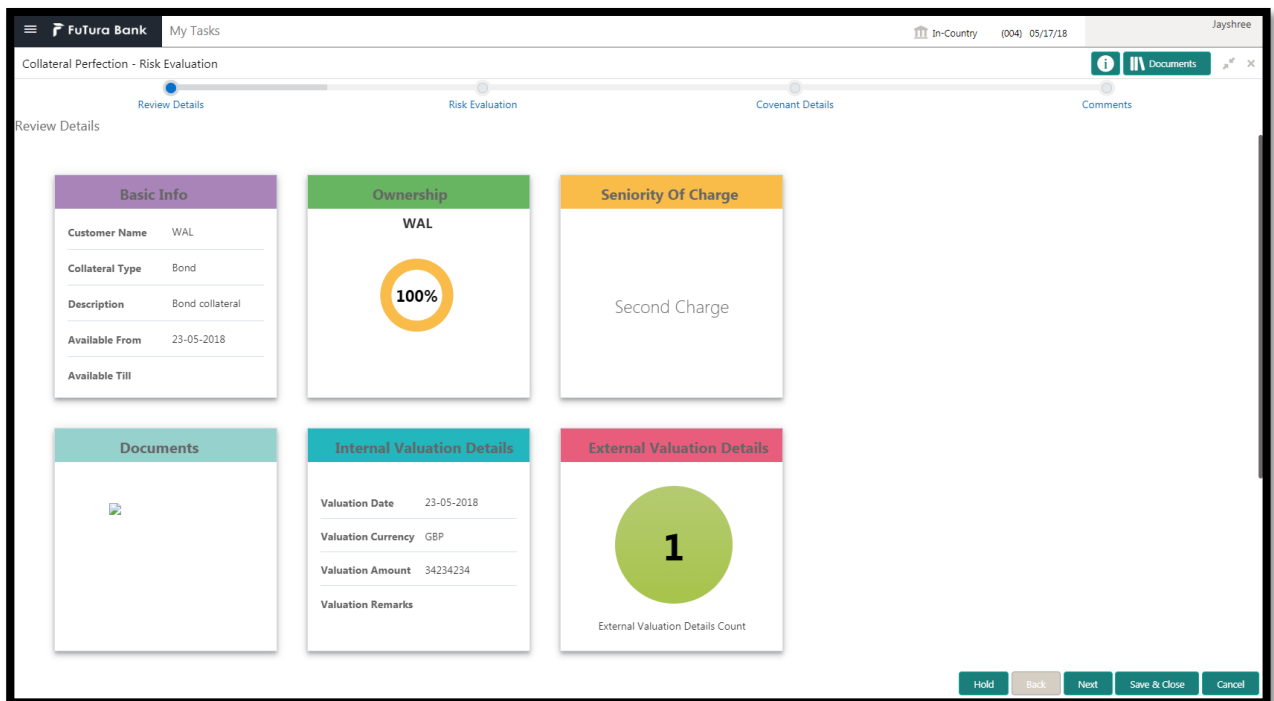 FuTura Bank My Tasks In-Country (004) 05/17/18 Jayshree
Collateral Perfection - Risk Evaluation Documents
Review Details Risk Evaluation Covenant Details Comments
Review Details
Basic Info
Customer Name WAL
Collateral Type Bond
Description Bond collateral
Available From 23-05-2018
Available Till
Ownership
WAL
100%
Seniority Of Charge
Second Charge
Documents
Internal Valuation Details
Valuation Date 23-05-2018
Valuation Currency GBP
Valuation Amount 34234234
Valuation Remarks
External Valuation Details
1
External Valuation Details Count
Hold Back Next Save & Close Cancel